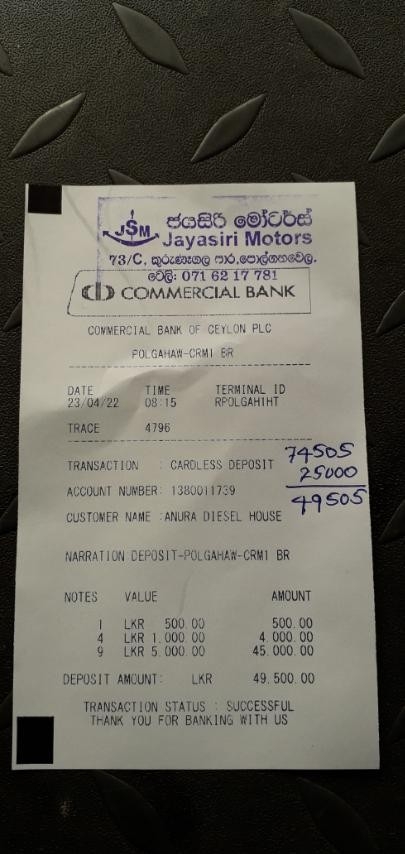 JSM
ජයසිරි මෝටර්ස්
Jayasiri Motors
73/C, කුරුණෑගල පාර, පොල්ගහවෙල.
ටෙලි: 071 62 17 781
COMMERCIAL BANK
COMMERCIAL BANK OF CEYLON PLC
POLGAHAW-CRM1 BR
DATE TIME TERMINAL ID
23/04/22 08:15 RPOLGAH1HT
TRACE 4796
TRANSACTION : CARDLESS DEPOSIT
ACCOUNT NUMBER: 1380011739
CUSTOMER NAME :ANURA DIESEL HOUSE
74505
25000
49505
NARRATION DEPOSIT-POLGAHAW-CRM1 BR
NOTES VALUE AMOUNT
1 LKR 500.00 500.00
4 LKR 1,000.00 4,000.00
9 LKR 5,000.00 45,000.00
DEPOSIT AMOUNT: LKR 49,500.00
TRANSACTION STATUS : SUCCESSFUL
THANK YOU FOR BANKING WITH US